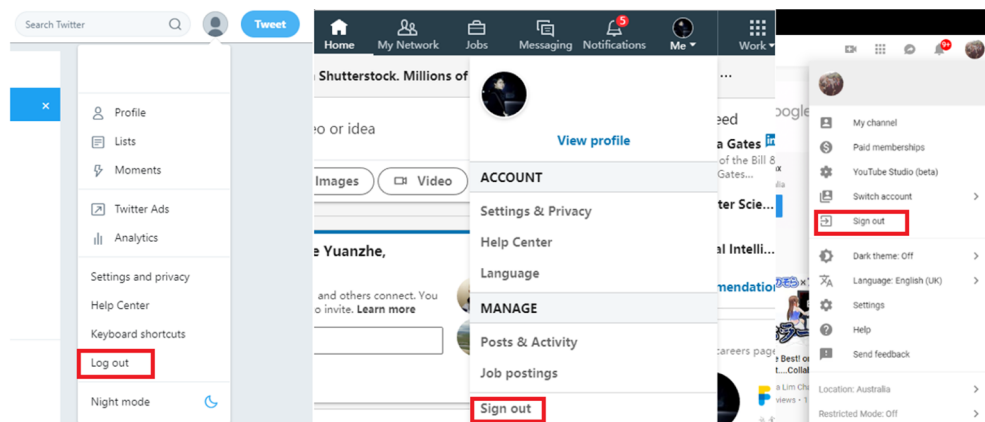 Search Twitter
Tweet
Profile
Lists
Moments
Twitter Ads
Analytics
Settings and privacy
Help Center
Keyboard shortcuts
Log out
Night mode
Home
My Network
Jobs
Messaging
5
Notifications
Me
Work
Shutterstock. Millions of
...
eo or idea
Images
Video
e Yuanzhe,
and others connect. You
o invite. Learn more
View profile
ACCOUNT
Settings & Privacy
Help Center
Language
MANAGE
Posts & Activity
Job postings
Sign out
eed
a Gates
of the Bill &
Gates...
ter Scie...
al Intelli...
mendation
careers page
9+
oogle
My channel
Paid memberships
YouTube Studio (beta)
Switch account
Sign out
Dark theme: Off
Language: English (UK)
Settings
Help
Send feedback
Location: Australia
Restricted Mode: Off